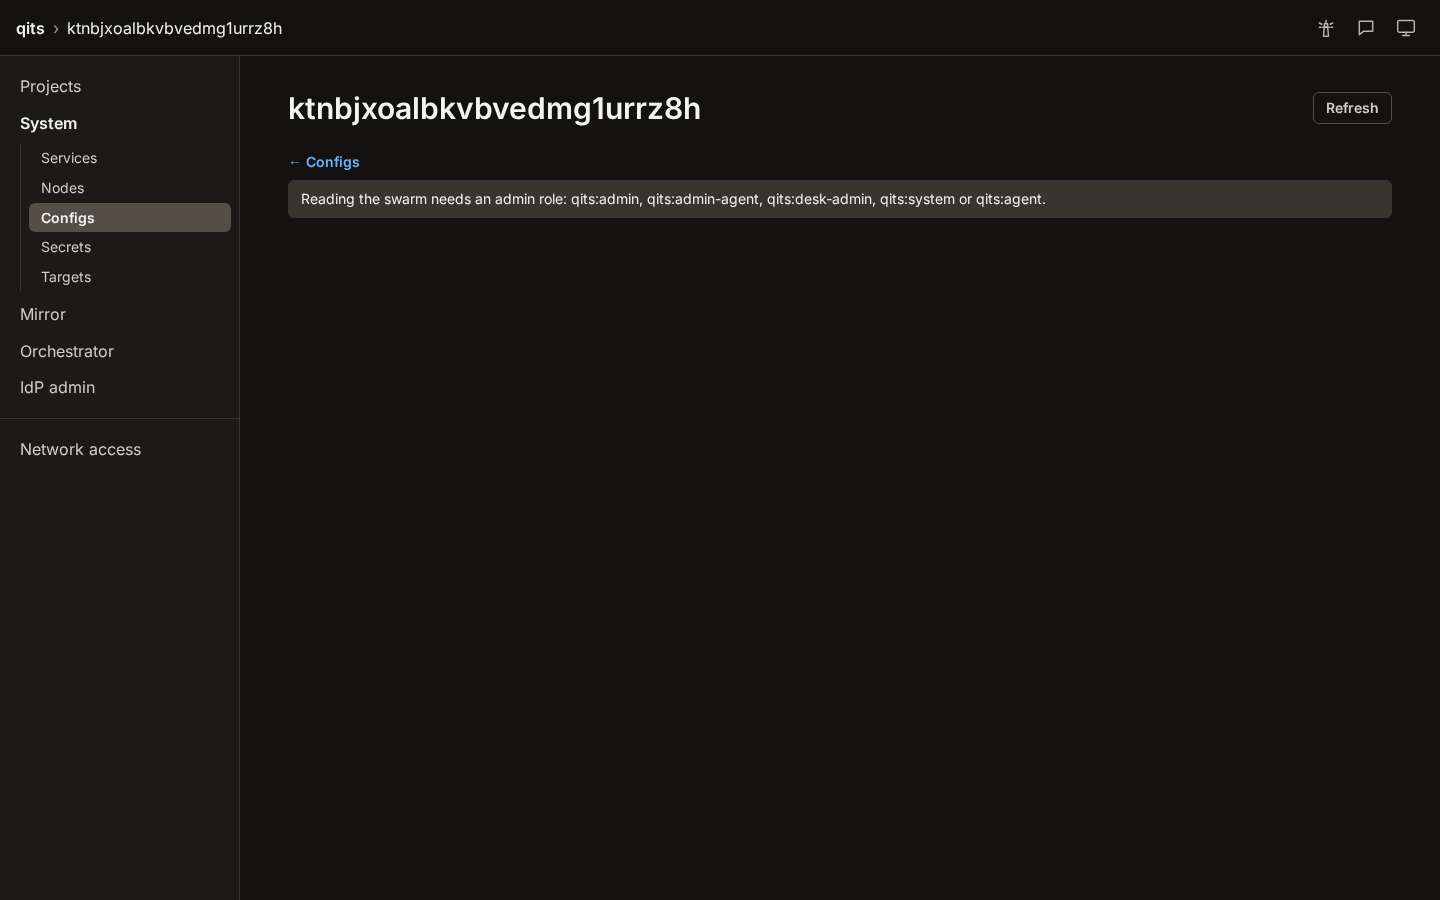 qits › ktnbjxoalbkvbvedmg1urrz8h
Projects
System
Services
Nodes
Configs
Secrets
Targets
Mirror
Orchestrator
IdP admin
Network access
ktnbjxoalbkvbvedmg1urrz8h
Refresh
← Configs
Reading the swarm needs an admin role: qits:admin, qits:admin-agent, qits:desk-admin, qits:system or qits:agent.